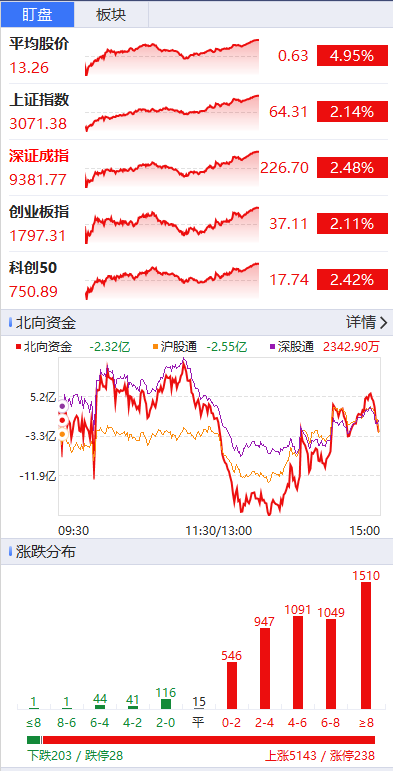 盯盘 板块
平均股价
13.26 0.63 4.95%
上证指数
3071.38 64.31 2.14%
深证成指
9381.77 226.70 2.48%
创业板指
1797.31 37.11 2.11%
科创50
750.89 17.74 2.42%
北向资金 详情
北向资金 -2.32亿 沪股通 -2.55亿 深股通 2342.90万
5.2亿
-3.3亿
-11.9亿
09:30 11:30/13:00 15:00
涨跌分布
1 1 44 41 116 15 546 947 1091 1049 1510
≤8 8-6 6-4 4-2 2-0 平 0-2 2-4 4-6 6-8 ≥8
下跌203 / 跌停28 上涨5143 / 涨停238